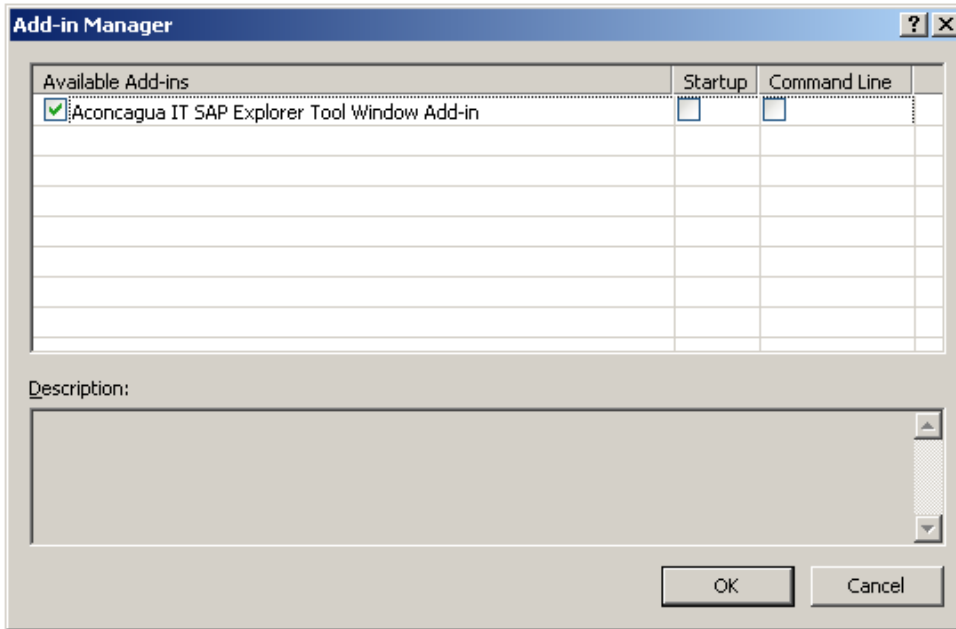 Add-in Manager
Available Add-ins Startup Command Line
Aconcagua IT SAP Explorer Tool Window Add-in
Description:
OK Cancel